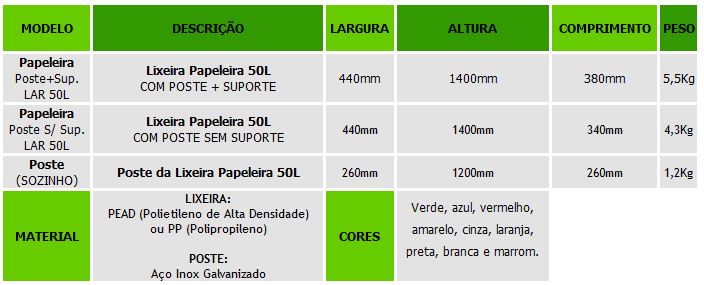 MODELO DESCRIÇÃO LARGURA ALTURA COMPRIMENTO PESO
Papeleira
Poste+Sup.
LAR 50L
Lixeira Papeleira 50L
COM POSTE + SUPORTE
440mm
1400mm
380mm
5,5Kg
Papeleira
Poste S/ Sup.
LAR 50L
Lixeira Papeleira 50L
COM POSTE SEM SUPORTE
440mm
1400mm
340mm
4,3Kg
Poste
(SOZINHO)
Poste da Lixeira Papeleira 50L
260mm
1200mm
260mm
1,2Kg
MATERIAL
LIXEIRA:
PEAD (Polietileno de Alta Densidade)
ou PP (Polipropileno)
POSTE:
Aço Inox Galvanizado
CORES
Verde, azul, vermelho,
amarelo, cinza, laranja,
preta, branca e marrom.